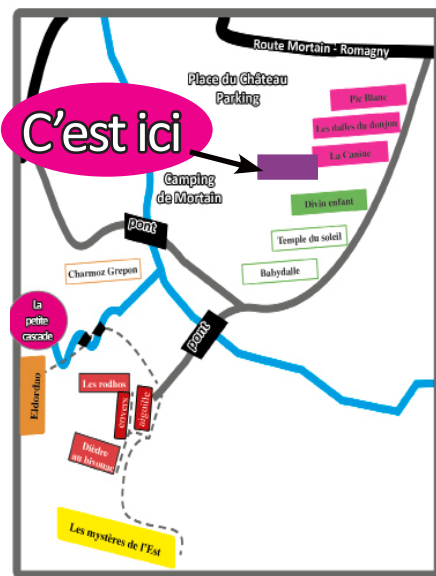 Route Mortain - Romagny
Place du Château
Parking
Pic Blanc
C'est ici
Les dalles du donjon
La Canine
Camping
de Mortain
Divin enfant
pont
Temple du soleil
Charmoz Grepon
Babydalle
La
petite
cascade
pont
Eldordao
Les rodhos
envers
aiguille
Dièdre
au bivouac
Les mystères de l'Est